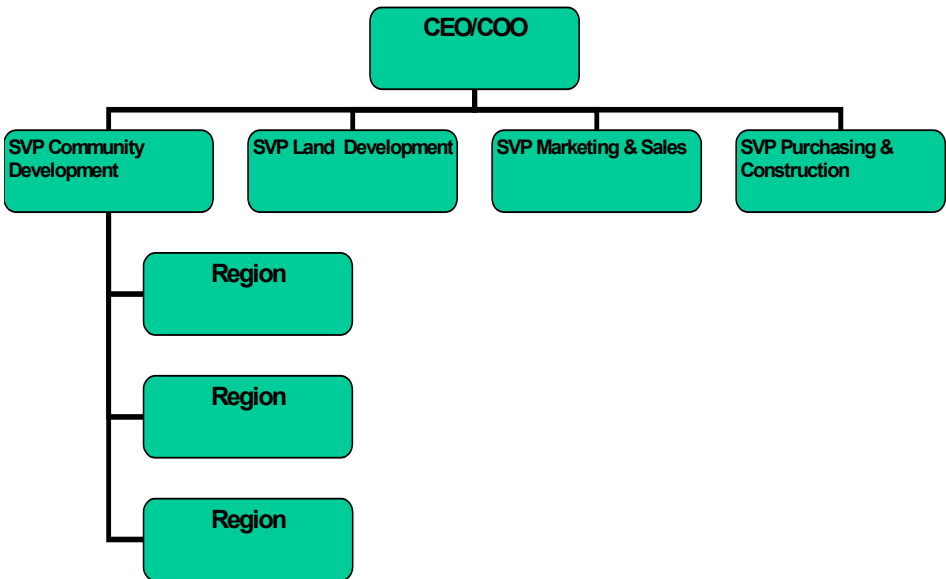 CEO/COO
SVP Community
Development
SVP Land Development
SVP Marketing & Sales
SVP Purchasing &
Construction
Region
Region
Region